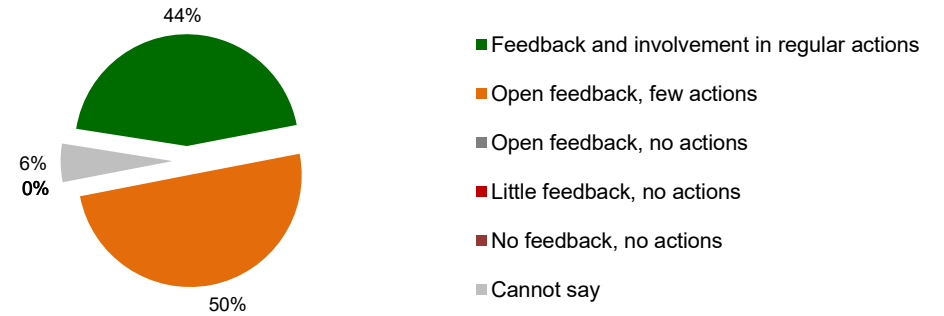 44%
6%
0%
50%
Feedback and involvement in regular actions
Open feedback, few actions
Open feedback, no actions
Little feedback, no actions
No feedback, no actions
Cannot say